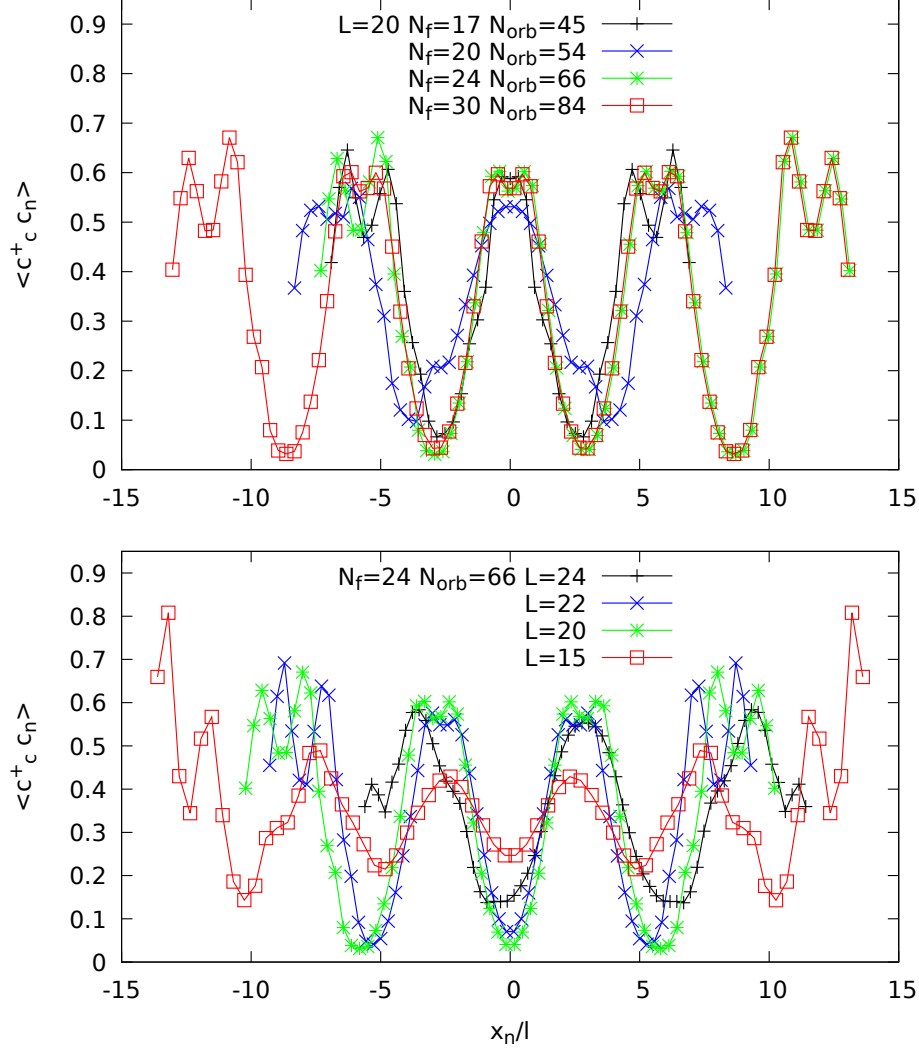 0.9
0.8
0.7
0.6
0.5
0.4
0.3
0.2
0.1
0
<c⁺_c c_n>
L=20 N_f=17 N_orb=45
N_f=20 N_orb=54
N_f=24 N_orb=66
N_f=30 N_orb=84
-15 -10 -5 0 5 10 15
0.9
0.8
0.7
0.6
0.5
0.4
0.3
0.2
0.1
0
<c⁺_c c_n>
N_f=24 N_orb=66 L=24
L=22
L=20
L=15
-15 -10 -5 0 5 10 15
x_n/l